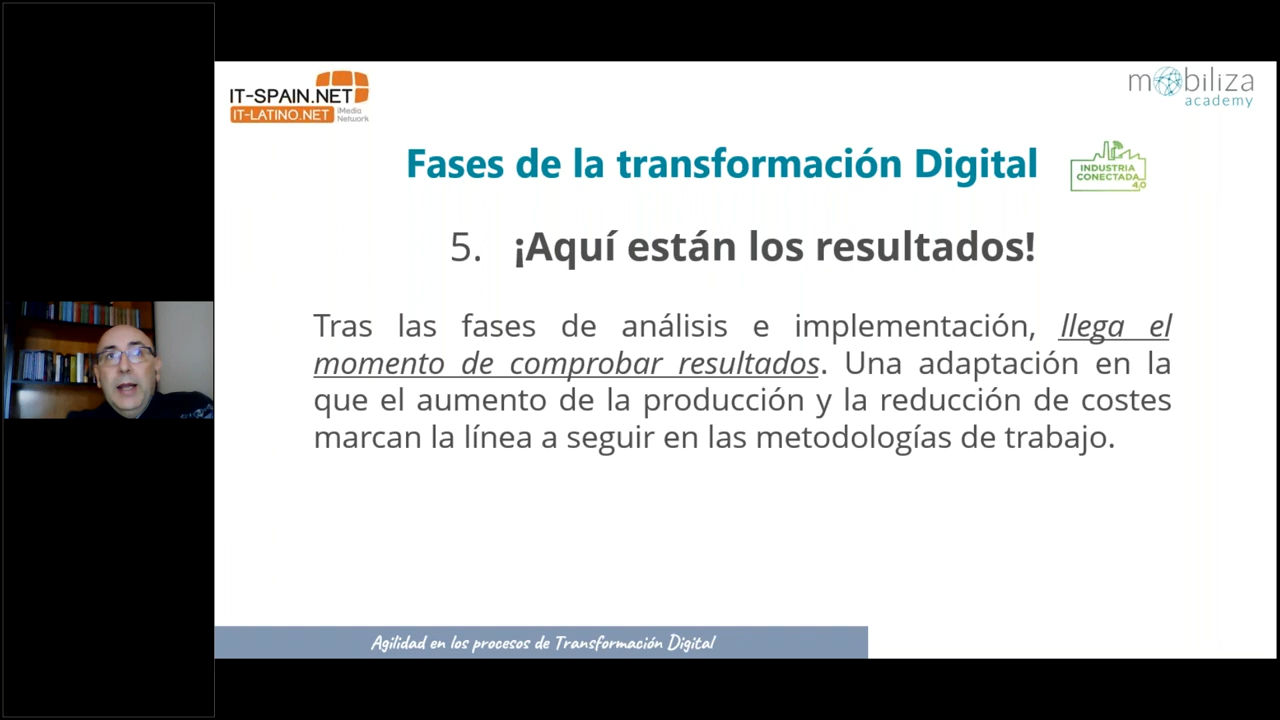 IT-SPAIN.NET
IT-LATINO.NET
iMedia
Network
mobiliza
academy
Fases de la transformación Digital
INDUSTRIA
CONECTADA
4.0
5. ¡Aquí están los resultados!
Tras las fases de análisis e implementación, llega el
momento de comprobar resultados. Una adaptación en la
que el aumento de la producción y la reducción de costes
marcan la línea a seguir en las metodologías de trabajo.
Agilidad en los procesos de Transformación Digital